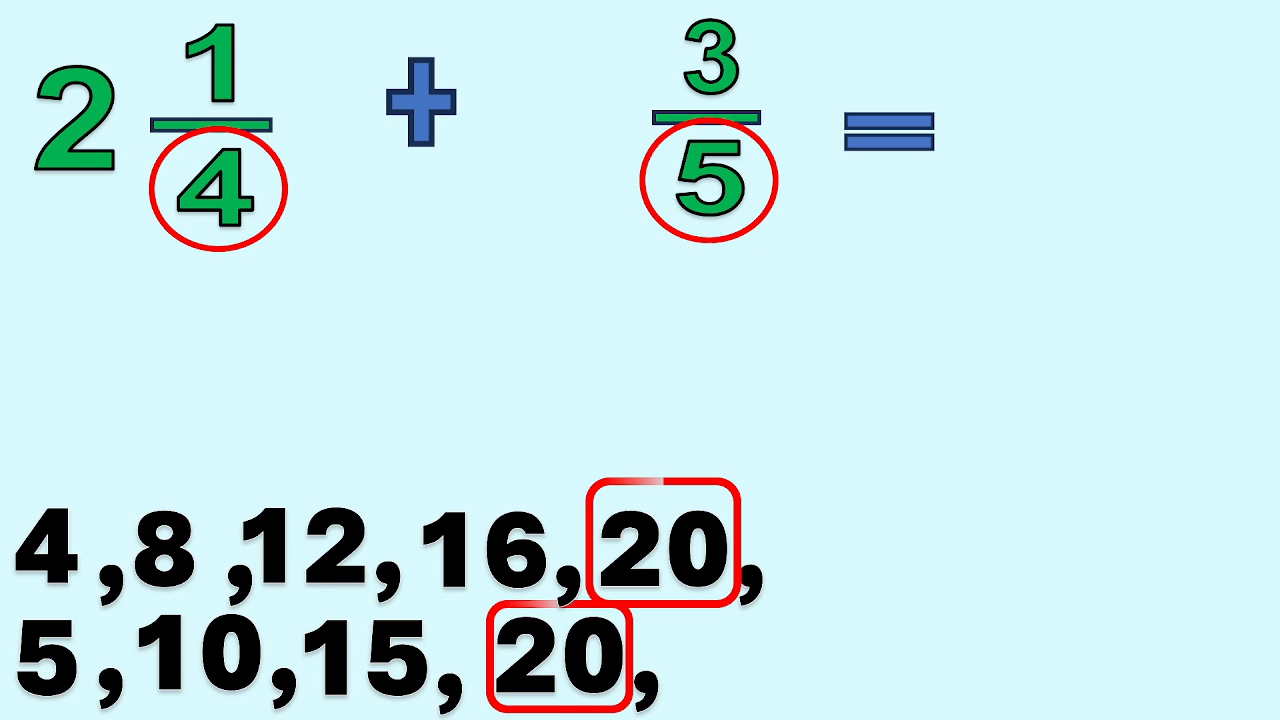 2 1/4 + 3/5 =
4 ,8 ,12, 16, 20,
5 ,10,15, 20,